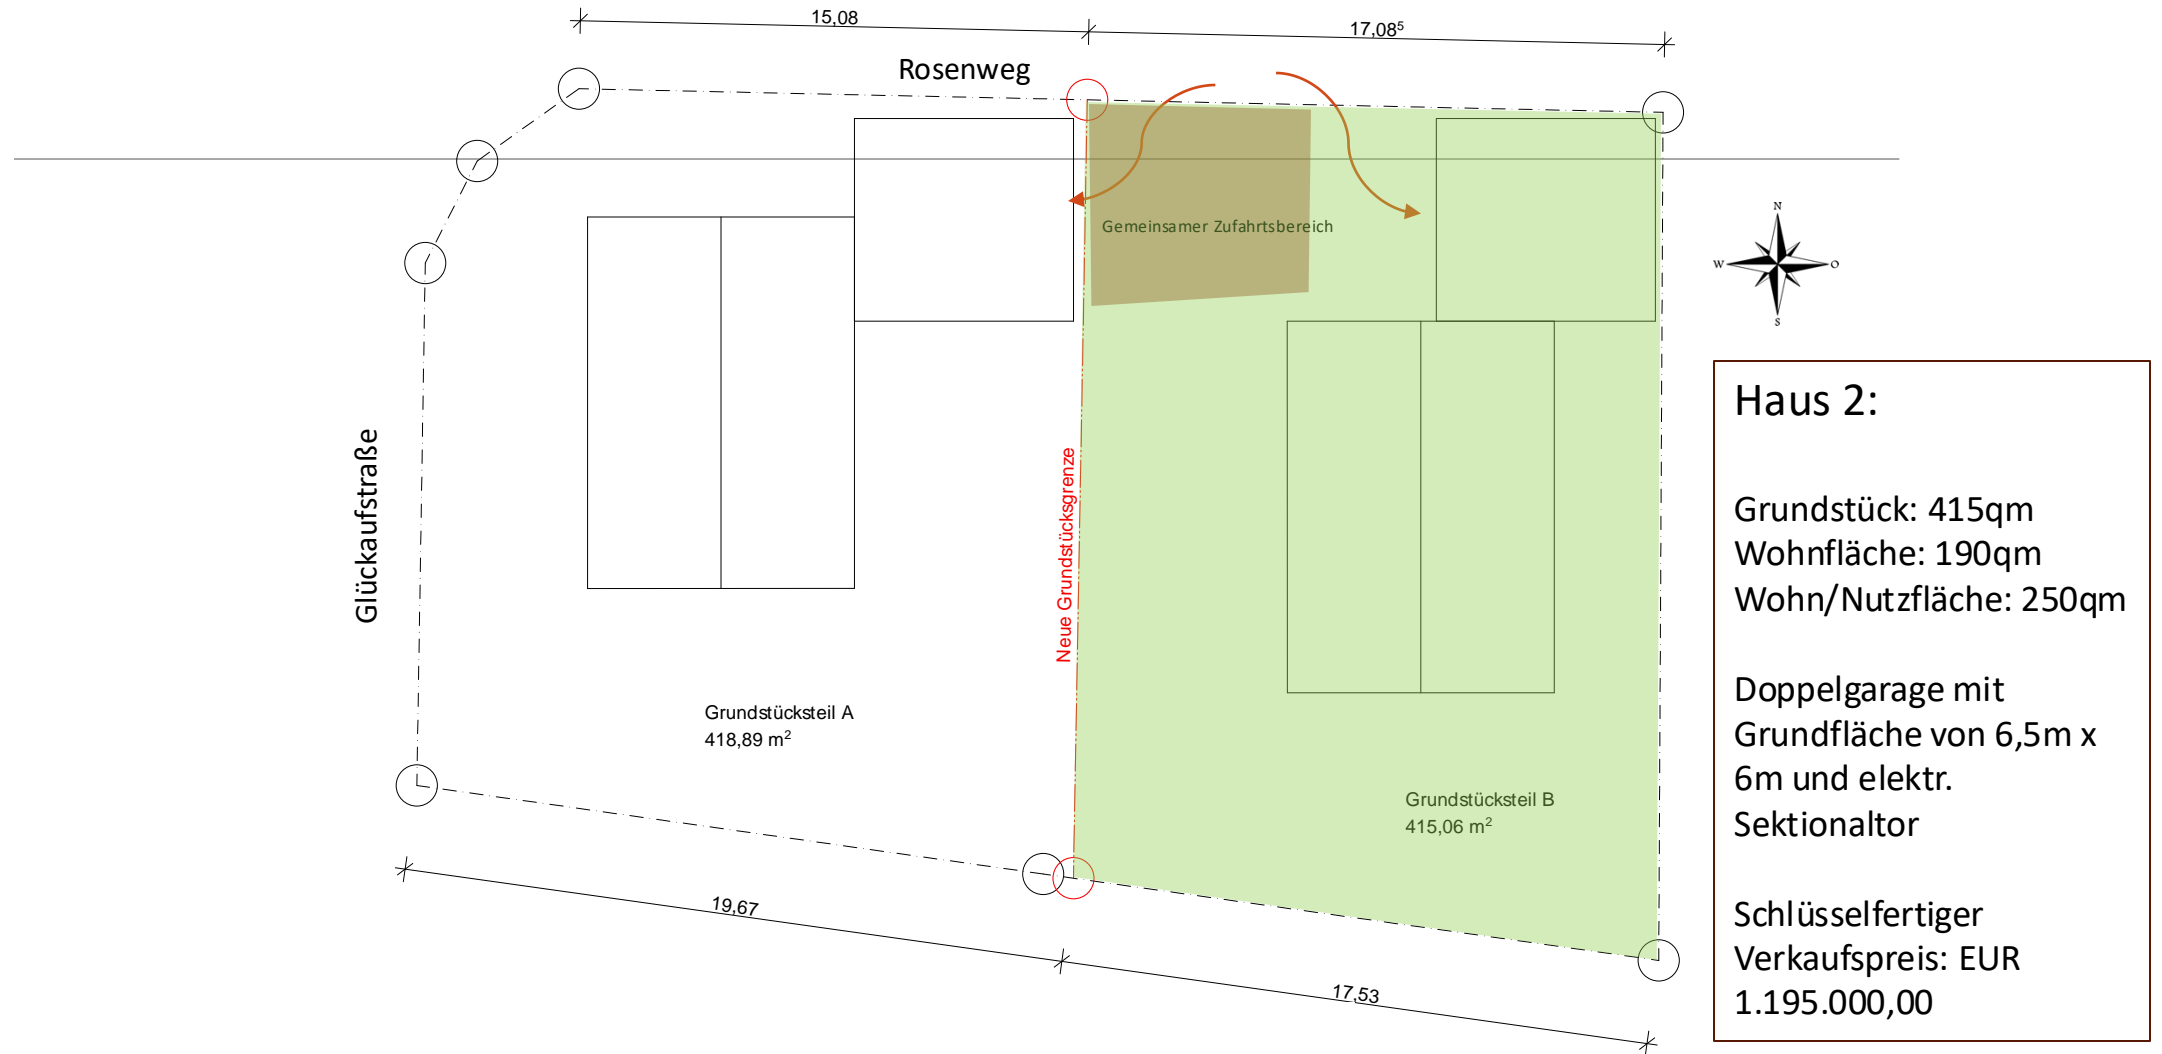 15,08
17,08⁵
Rosenweg
Gemeinsamer Zufahrtsbereich
N
W
O
S
Glückaufstraße
Neue Grundstücksgrenze
Grundstücksteil A
418,89 m²
Grundstücksteil B
415,06 m²
19,67
17,53
Haus 2:
Grundstück: 415qm
Wohnfläche: 190qm
Wohn/Nutzfläche: 250qm
Doppelgarage mit
Grundfläche von 6,5m x
6m und elektr.
Sektionaltor
Schlüsselfertiger
Verkaufspreis: EUR
1.195.000,00